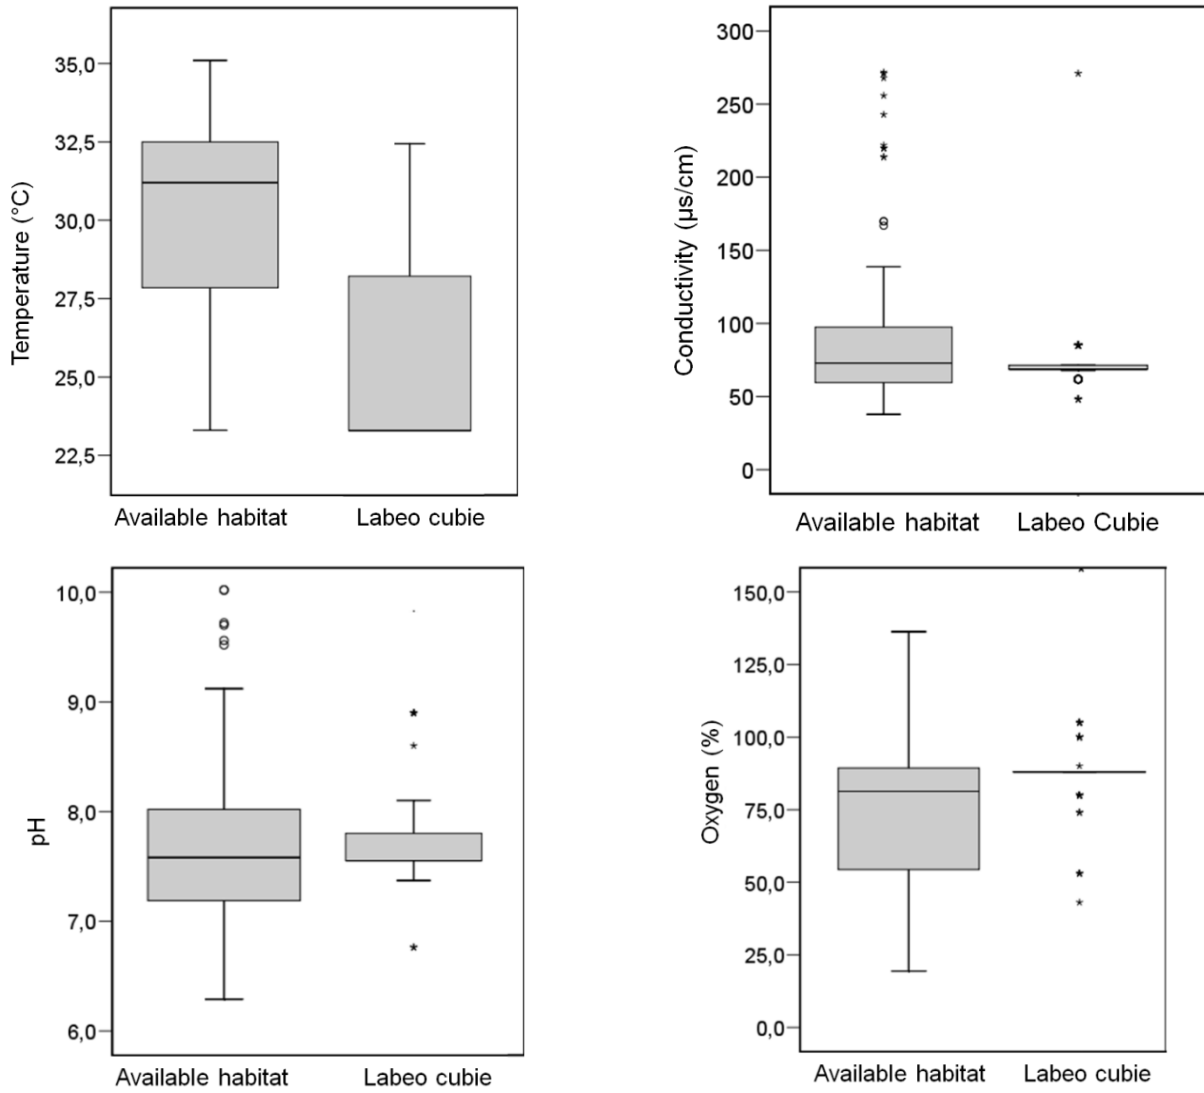 Temperature (°C)
35,0
32,5
30,0
27,5
25,0
22,5
Available habitat
Labeo cubie
Conductivity (µs/cm)
300
250
200
150
100
50
0
Available habitat
Labeo Cubie
pH
10,0
9,0
8,0
7,0
6,0
Available habitat
Labeo cubie
Oxygen (%)
150,0
125,0
100,0
75,0
50,0
25,0
0,0
Available habitat
Labeo cubie